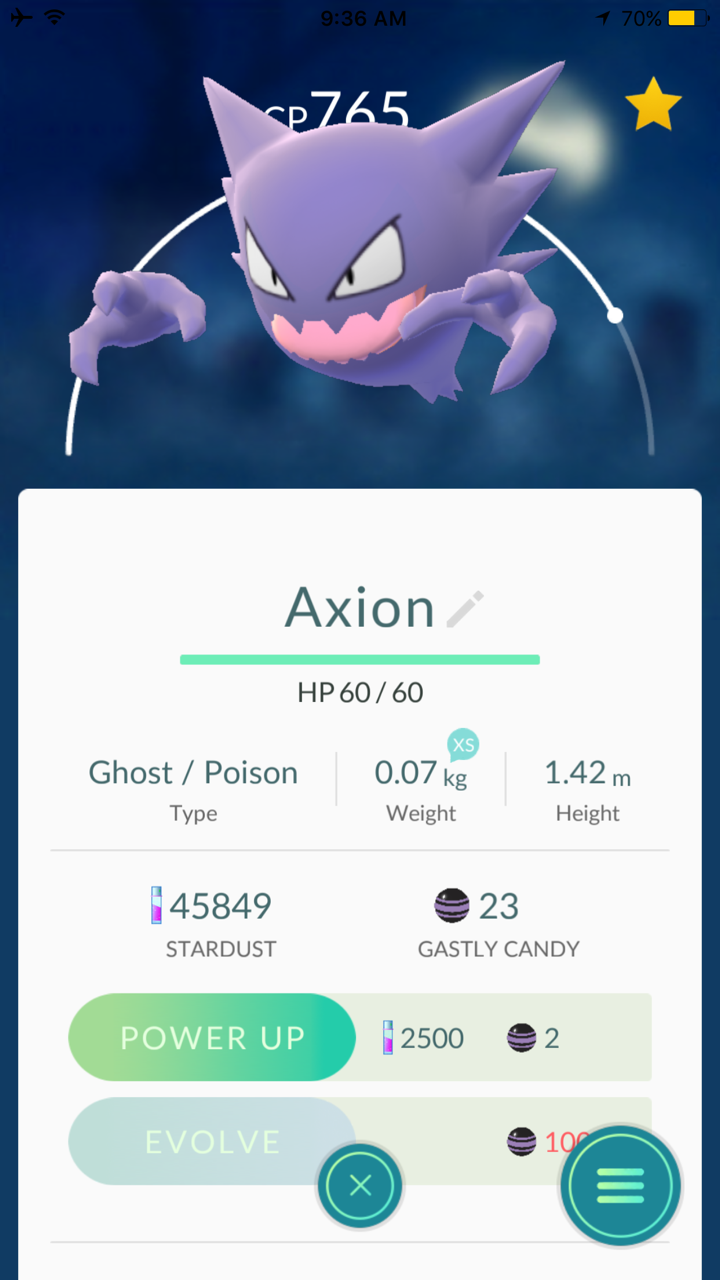 9:36 AM
70%
CP765
Axion
HP 60 / 60
XS
Ghost / Poison
0.07 kg
1.42 m
Type
Weight
Height
45849
23
STARDUST
GASTLY CANDY
POWER UP
2500
2
EVOLVE
100